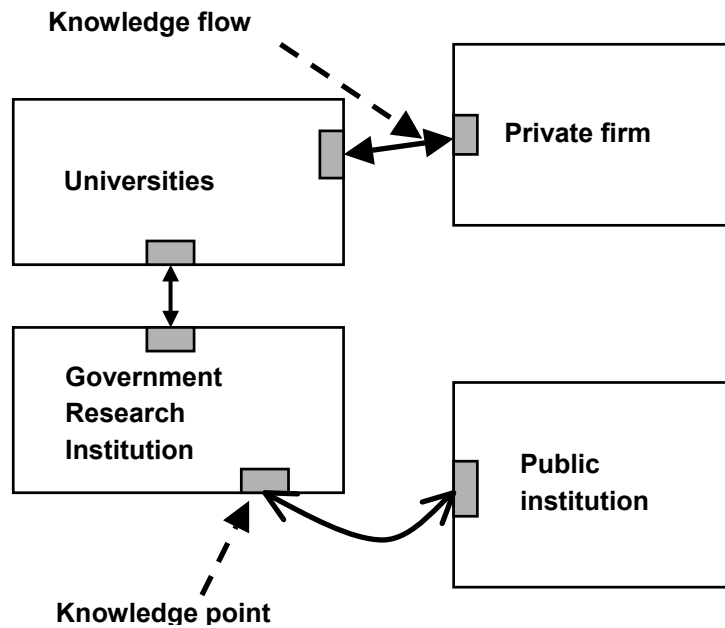 Knowledge flow
Private firm
Universities
Government
Research
Institution
Public
institution
Knowledge point